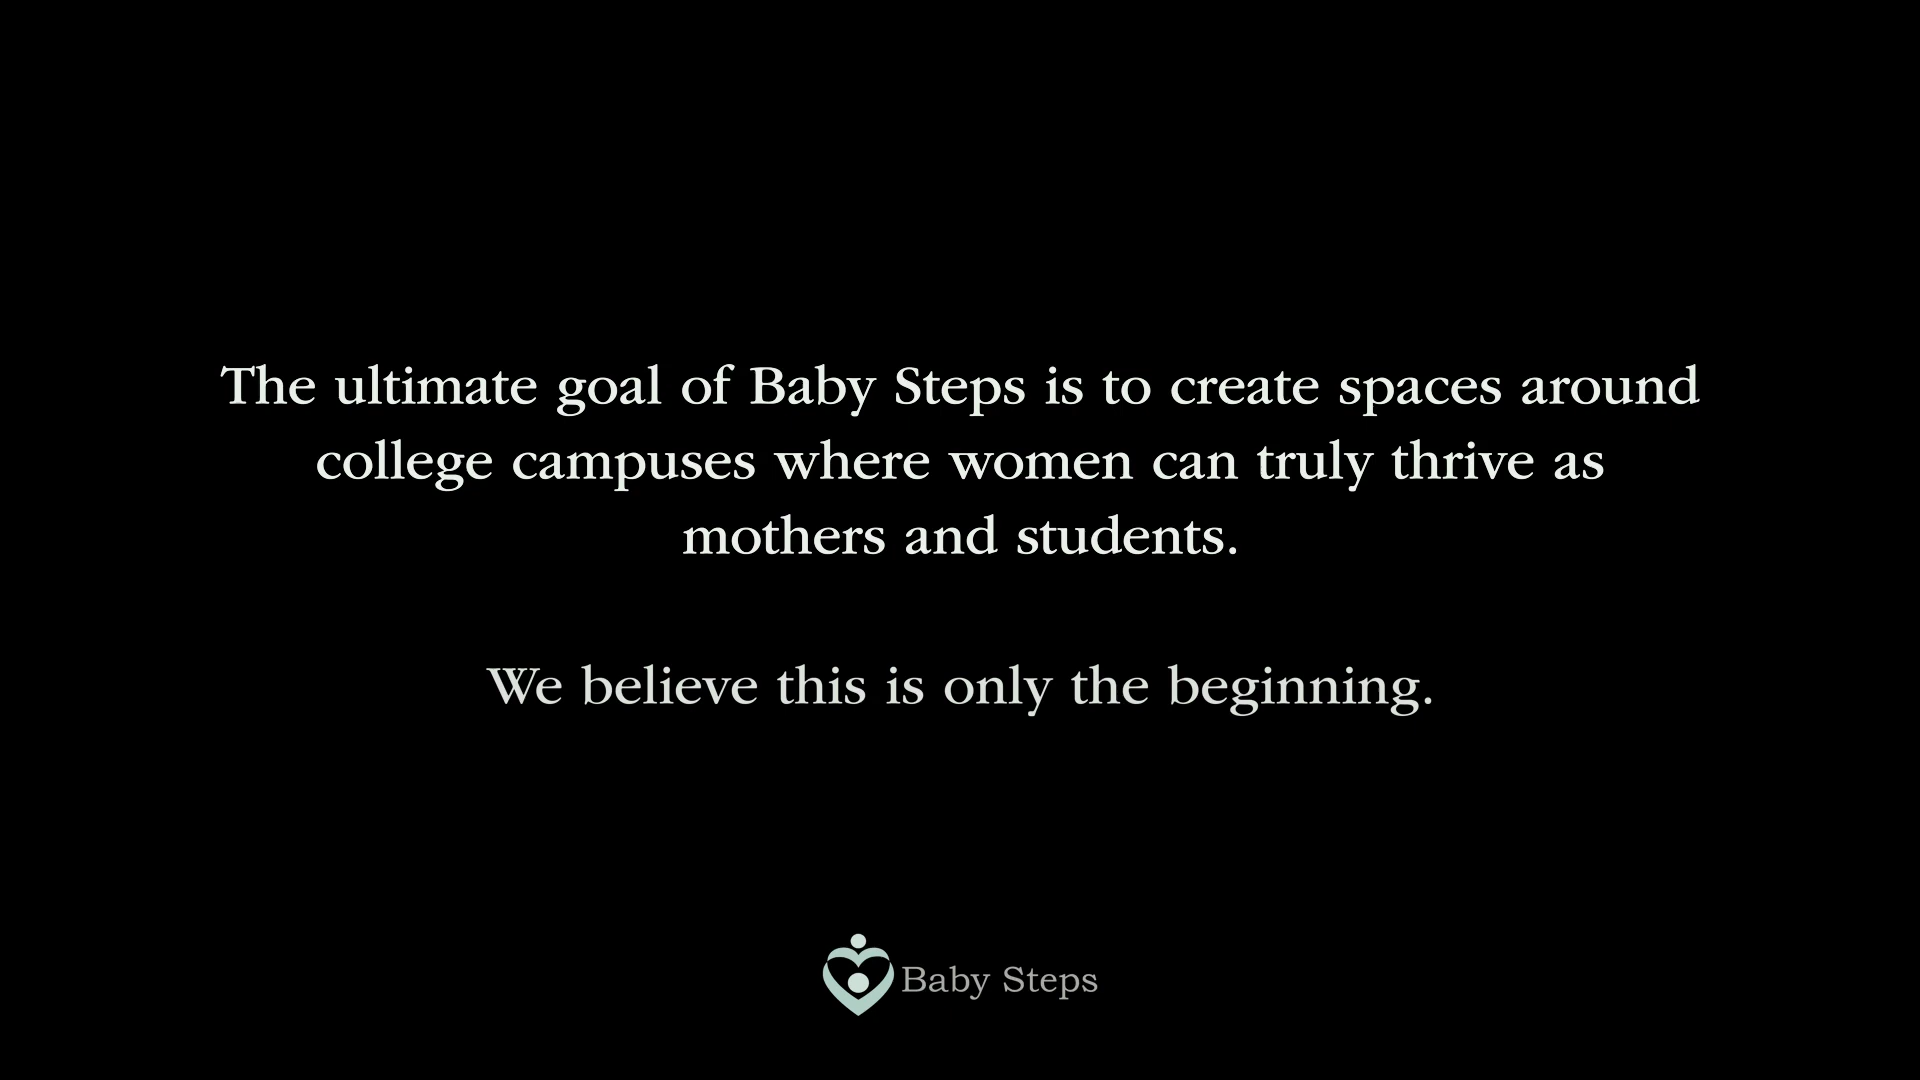 The ultimate goal of Baby Steps is to create spaces around
college campuses where women can truly thrive as
mothers and students.
We believe this is only the beginning.
Baby Steps